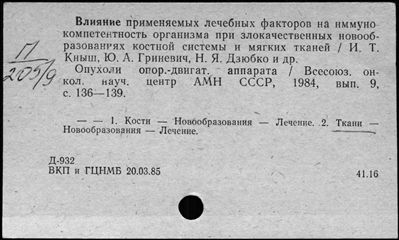 Влияние применяемых лечебных факторов на иммуно-
компетентность организма при злокачественных новооб-
разованиях костной системы и мягких тканей / И. Т.
Кныш, Ю. А. Гриневич, Н. Я. Дзюбко и др.
Опухоли опор.-двигат. аппарата / Всесоюз. он-
кол. науч. центр АМН СССР, 1984, вып. 9,
с. 136—139.
П
205/9
— — 1. Кости — Новообразования — Лечение. 2. Ткани —
Новообразования — Лечение.
Д-932
ВКП и ГЦНМБ 20.03.85 41.16